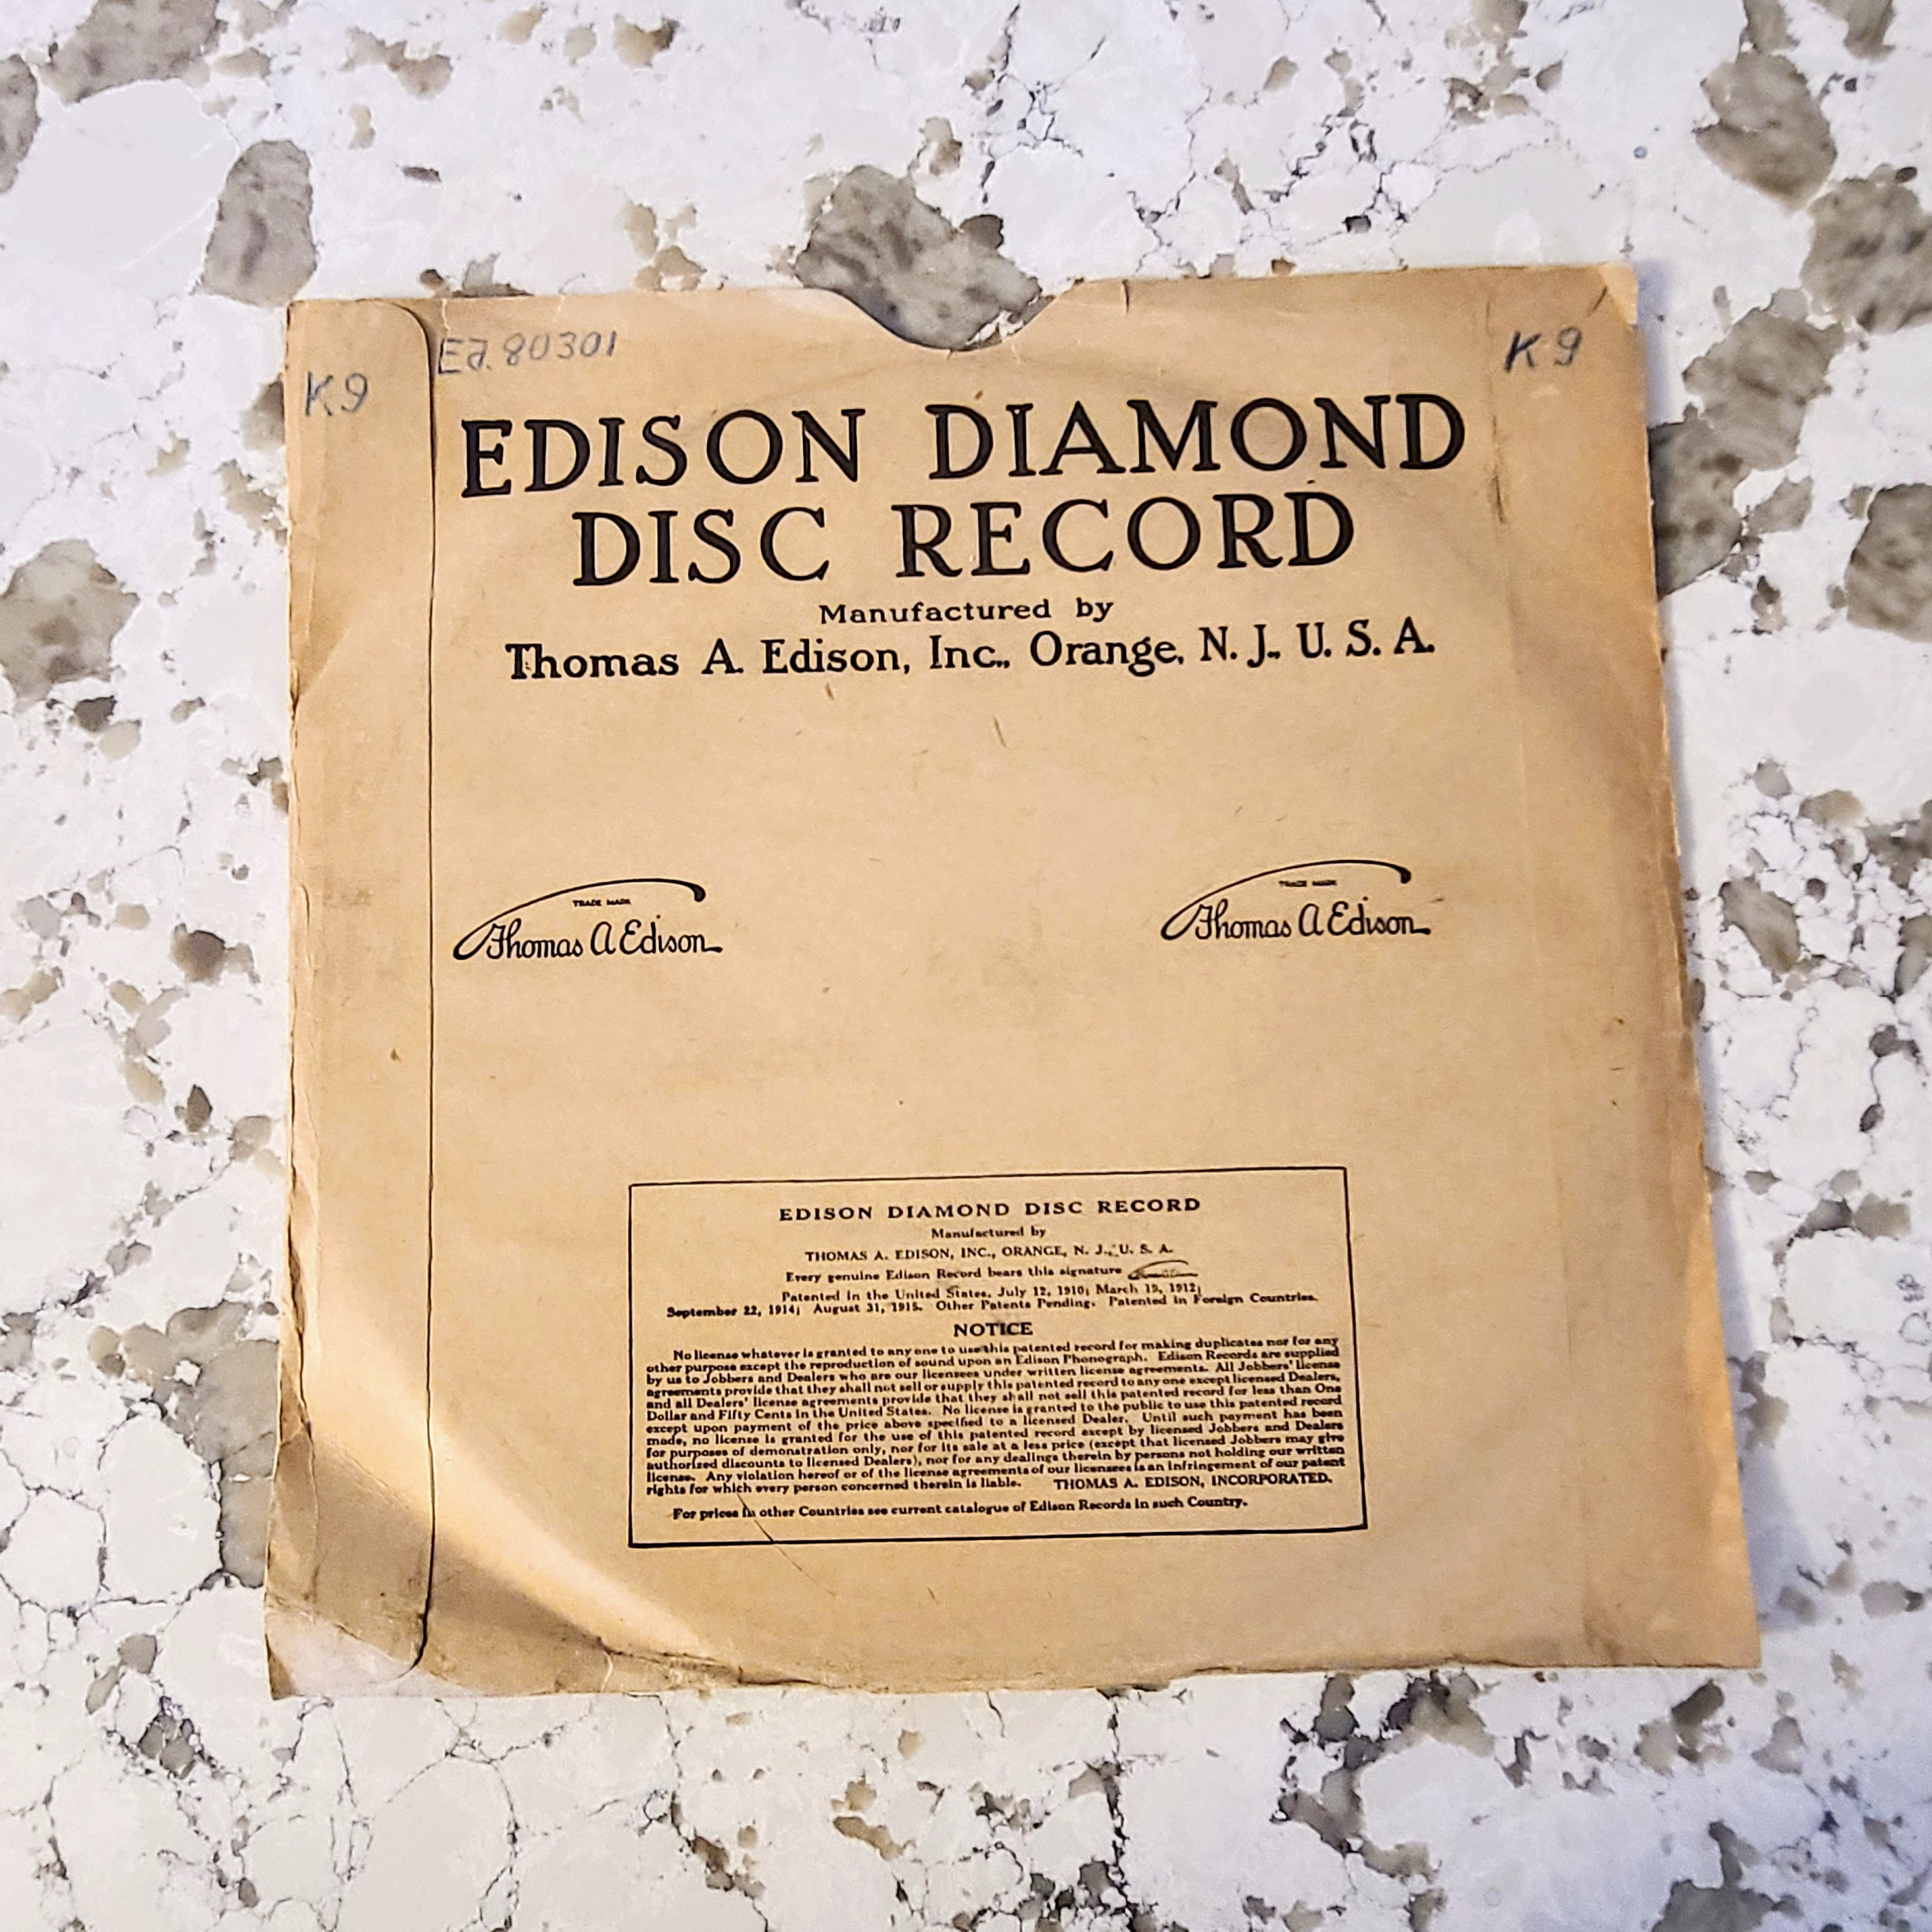 Ed. 80301
K9
K9
EDISON DIAMOND
DISC RECORD
Manufactured by
Thomas A. Edison, Inc., Orange, N. J., U. S. A.
TRADE MARK
Thomas A Edison
TRADE MARK
Thomas A Edison
EDISON DIAMOND DISC RECORD
Manufactured by
THOMAS A. EDISON, INC., ORANGE, N. J., U. S. A.
Every genuine Edison Record bears this signature
Patented in the United States, July 12, 1910; March 19, 1912;
September 22, 1914; August 31, 1915. Other Patents Pending. Patented in Foreign Countries.
NOTICE
No license whatever is granted to any one to use this patented record for making duplicates nor for any
other purpose except the reproduction of sound upon an Edison Phonograph. Edison Records are supplied
by us to Jobbers and Dealers who are our licensees under written license agreements. All Jobbers' license
agreements provide that they shall not sell or supply this patented record to any one except licensed Dealers,
and all Dealers' license agreements provide that they shall not sell this patented record for less than One
Dollar and Fifty Cents in the United States. No license is granted to the public to use this patented record
except upon payment of the price above specified to a licensed Dealer. Until such payment has been
made, no license is granted for the use of this patented record except by licensed Jobbers and Dealers
for purposes of demonstration only, nor for its sale at a less price (except that licensed Jobbers may give
authorized discounts to licensed Dealers), nor for any dealings therein by persons not holding our written
license. Any violation hereof or of the license agreements of our licensees is an infringement of our patent
rights for which every person concerned therein is liable. THOMAS A. EDISON, INCORPORATED.
For prices in other Countries see current catalogue of Edison Records in such Country.